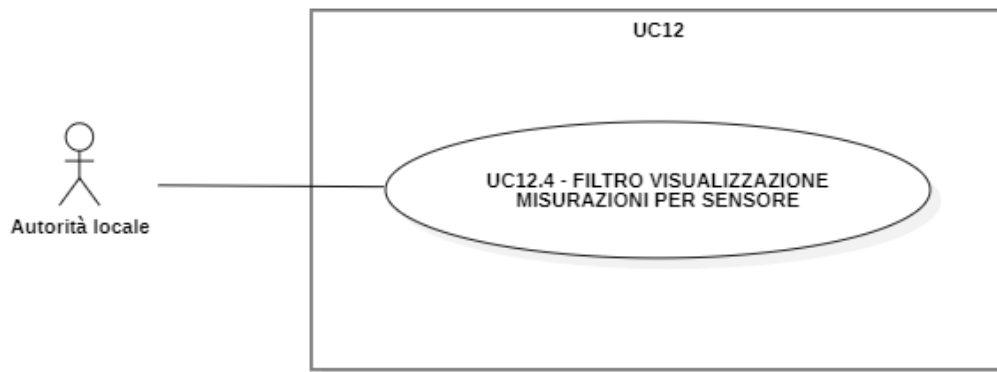 UC12
UC12.4 - FILTRO VISUALIZZAZIONE
MISURAZIONI PER SENSORE
Autorità locale